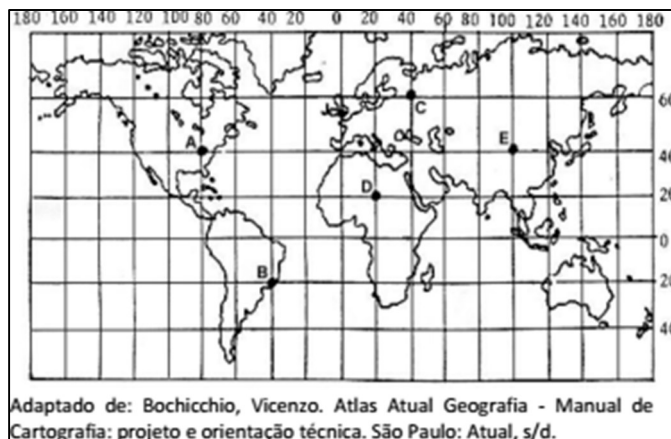 180 160 140 120 100 80 60 40 20 0 20 40 60 80 100 120 140 160 180
60
C
A
E
40
D
20
0
B
20
40
Adaptado de: Bochicchio, Vicenzo. Atlas Atual Geografia - Manual de
Cartografia: projeto e orientação técnica. São Paulo: Atual, s/d.